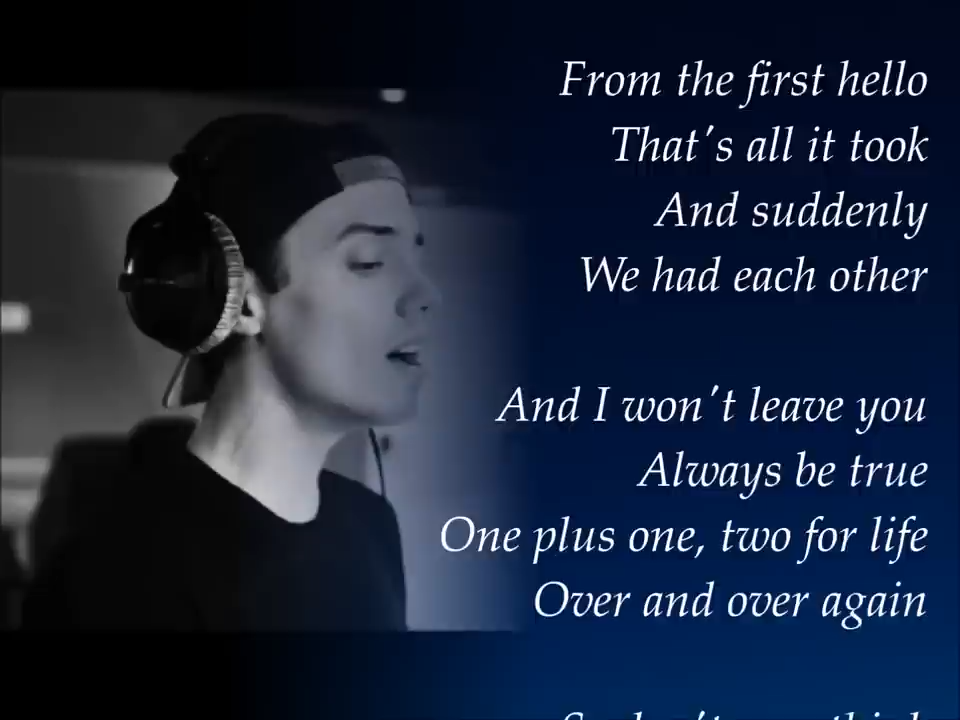 From the first hello
That's all it took
And suddenly
We had each other
And I won't leave you
Always be true
One plus one, two for life
Over and over again